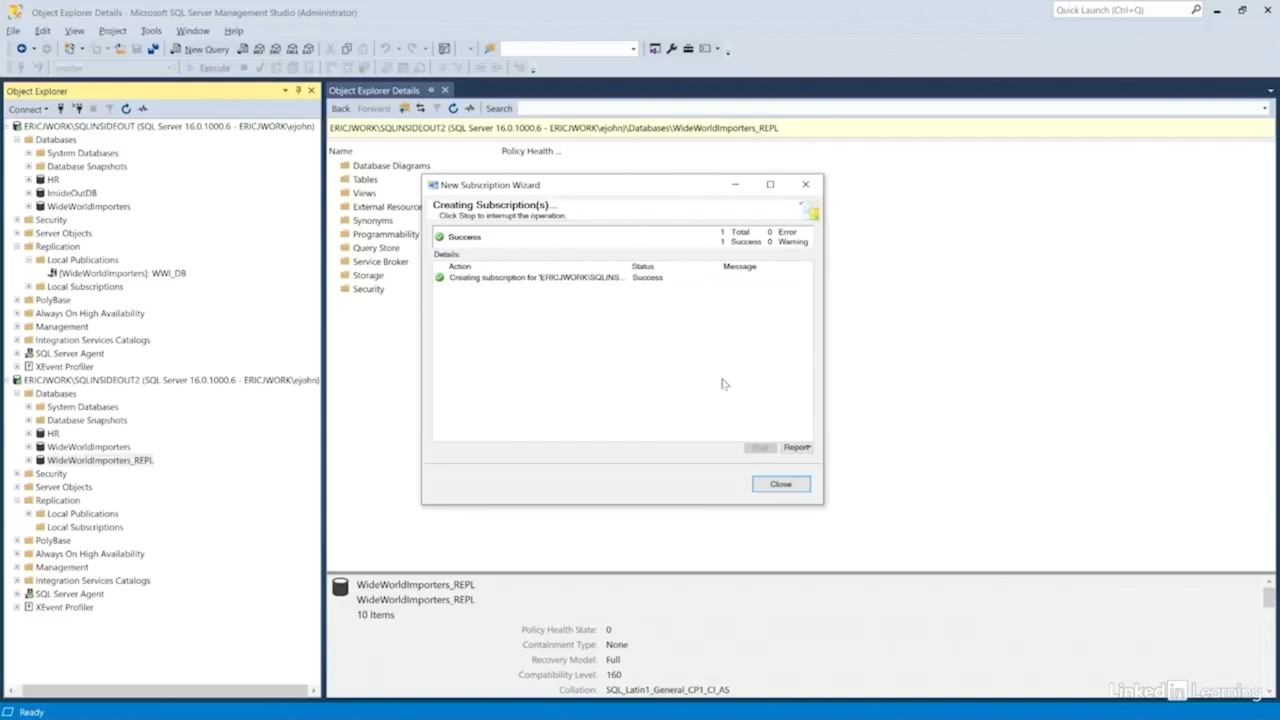 Object Explorer Details - Microsoft SQL Server Management Studio (Administrator)
Quick Launch (Ctrl+Q)
File Edit View Project Tools Window Help
New Query
master
Execute
Object Explorer
Connect
ERICJWORK\SQLINSIDEOUT (SQL Server 16.0.1000.6 - ERICJWORK\ejohn)
Databases
System Databases
Database Snapshots
HR
InsideOutDB
WideWorldImporters
Security
Server Objects
Replication
Local Publications
[WideWorldImporters]: WWI_DB
Local Subscriptions
PolyBase
Always On High Availability
Management
Integration Services Catalogs
SQL Server Agent
XEvent Profiler
ERICJWORK\SQLINSIDEOUT2 (SQL Server 16.0.1000.6 - ERICJWORK\ejohn)
Databases
System Databases
Database Snapshots
HR
WideWorldImporters
WideWorldImporters_REPL
Security
Server Objects
Replication
Local Publications
Local Subscriptions
PolyBase
Always On High Availability
Management
Integration Services Catalogs
SQL Server Agent
XEvent Profiler
Object Explorer Details
Back Forward Search
ERICJWORK\SQLINSIDEOUT2 (SQL Server 16.0.1000.6 - ERICJWORK\ejohn)\Databases\WideWorldImporters_REPL
Name Policy Health ...
Database Diagrams
Tables
Views
External Resource
Synonyms
Programmability
Query Store
Service Broker
Storage
Security
New Subscription Wizard
Creating Subscription(s)...
Click Stop to interrupt the operation.
Success
1 Total 0 Error
1 Success 0 Warning
Details:
Action Status Message
Creating subscription for 'ERICJWORK\SQLINS... Success
Stop Report
Close
WideWorldImporters_REPL
WideWorldImporters_REPL
10 Items
Policy Health State: 0
Containment Type: None
Recovery Model: Full
Compatibility Level: 160
Collation: SQL_Latin1_General_CP1_CI_AS
Linked in Learning
Ready